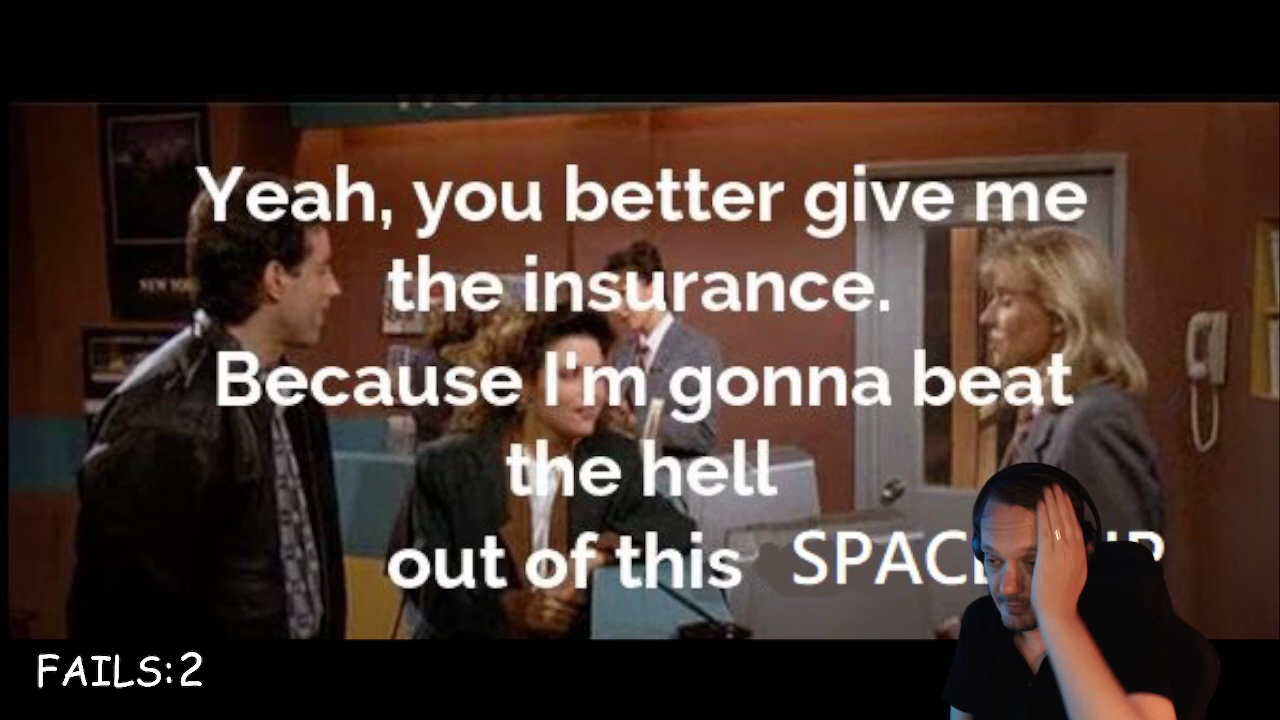 Yeah, you better give me
the insurance.
Because I'm gonna beat
the hell
out of this
FAILS:2